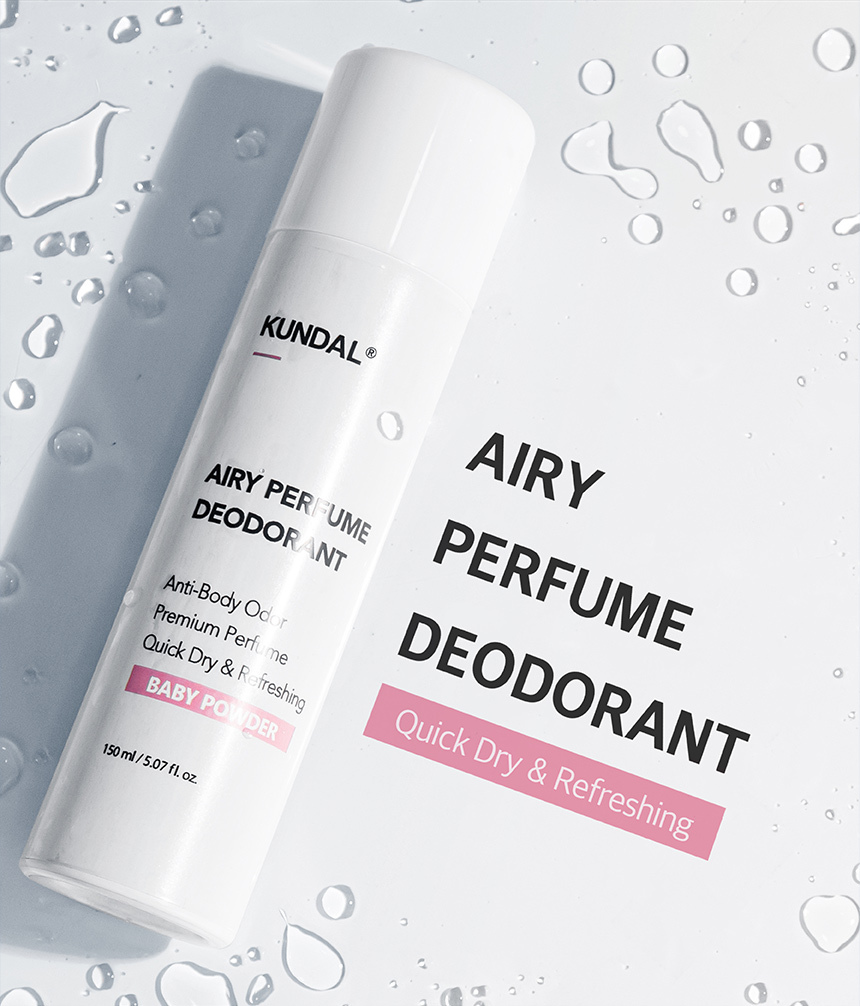 KUNDAL®
AIRY PERFUME
DEODORANT
Anti-Body Odor
Premium Perfume
Quick Dry & Refreshing
BABY POWDER
150 ml / 5.07 fl. oz.
AIRY
PERFUME
DEODORANT
Quick Dry & Refreshing